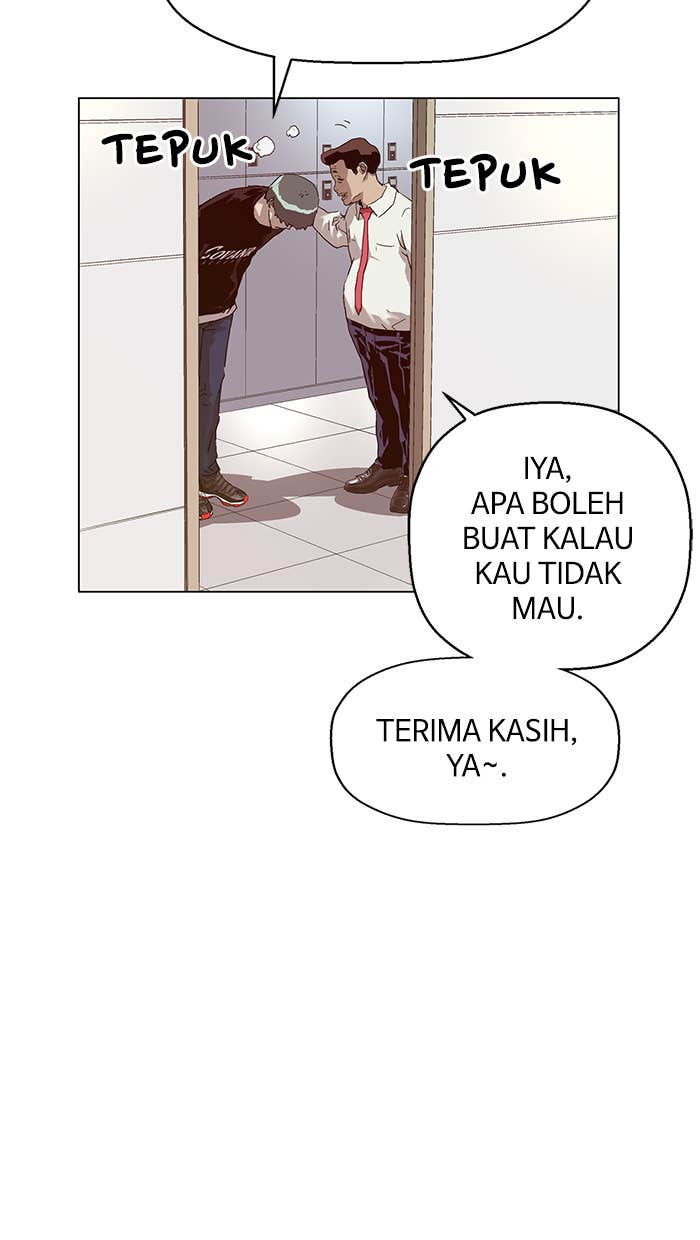 TEPUK
TEPUK
IYA,
APA BOLEH
BUAT KALAU
KAU TIDAK
MAU.
TERIMA KASIH,
YA~.